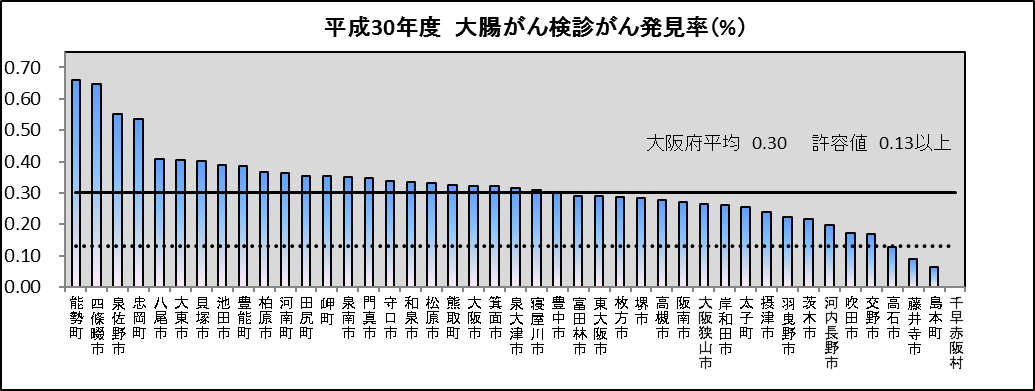 平成30年度 大腸がん検診がん発見率(%)
0.70
0.60
0.50
0.40
0.30
0.20
0.10
0.00
大阪府平均 0.30 許容値 0.13以上
能勢町
四條畷市
泉佐野市
忠岡町
八尾市
大東市
貝塚市
池田市
豊能町
柏原市
河南町
田尻町
岬町
泉南市
門真市
守口市
和泉市
松原市
熊取町
大阪市
箕面市
泉大津市
寝屋川市
豊中市
富田林市
東大阪市
枚方市
堺市
高槻市
阪南市
大阪狭山市
岸和田市
太子町
摂津市
羽曳野市
茨木市
河内長野市
吹田市
交野市
高石市
藤井寺市
島本町
千早赤阪村